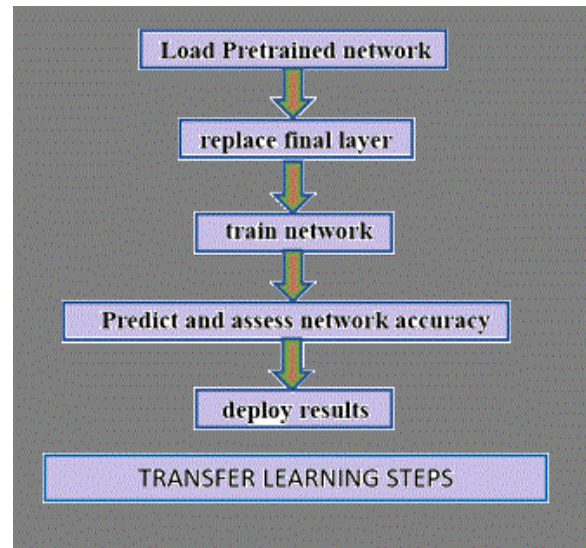 Load Pretrained network
replace final layer
train network
Predict and assess network accuracy
deploy results
TRANSFER LEARNING STEPS